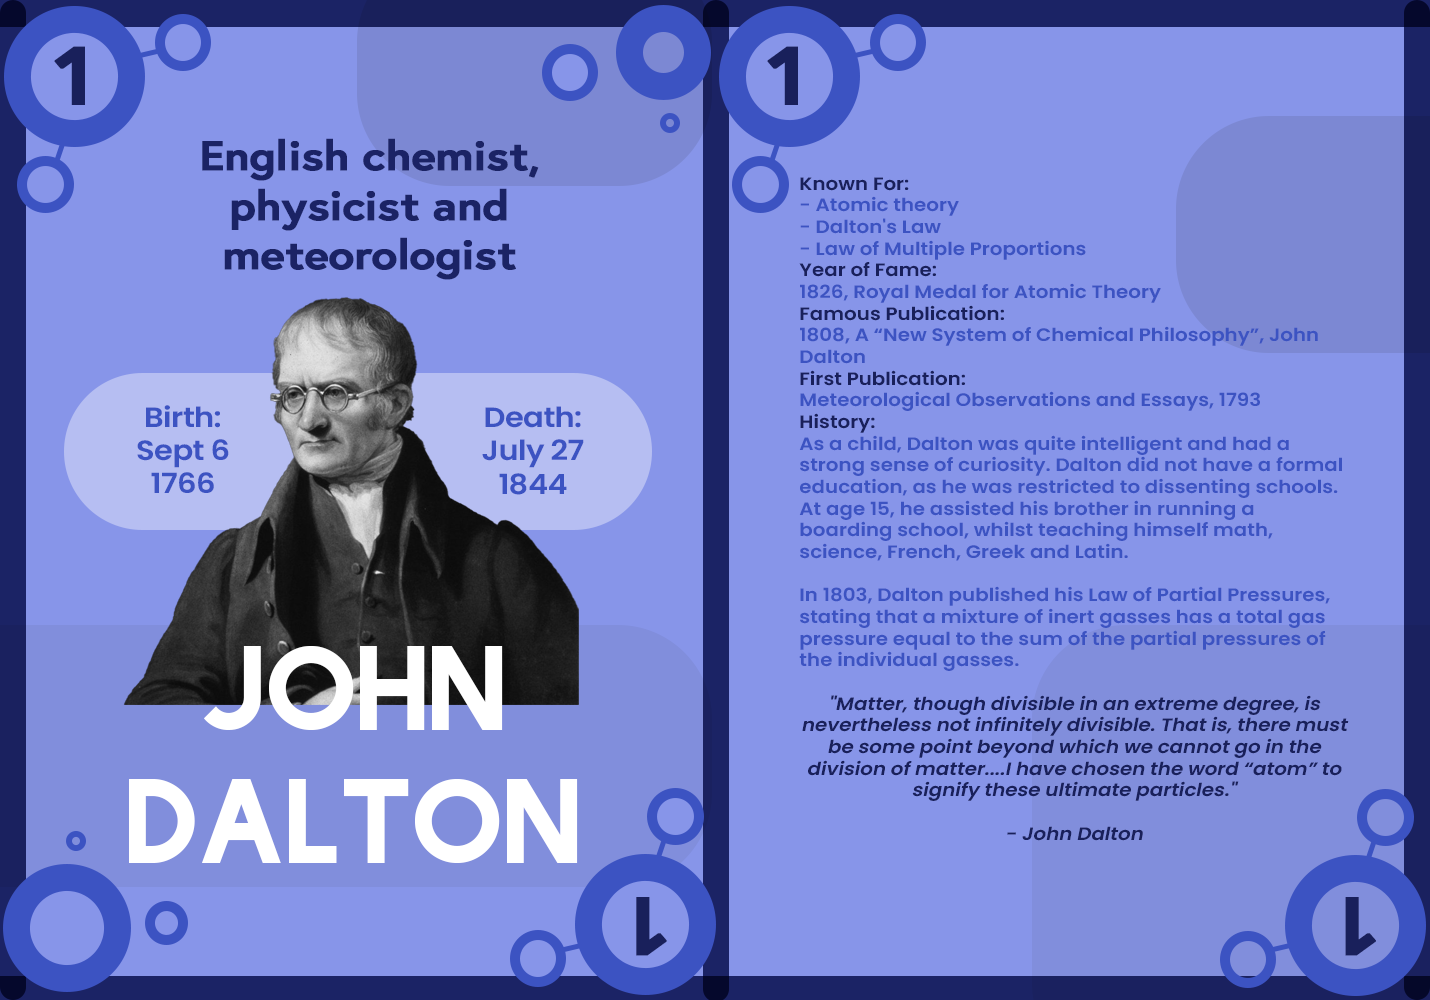 1
English chemist,
physicist and
meteorologist
Birth:
Sept 6
1766
Death:
July 27
1844
JOHN
DALTON
1
1
Known For:
- Atomic theory
- Dalton's Law
- Law of Multiple Proportions
Year of Fame:
1826, Royal Medal for Atomic Theory
Famous Publication:
1808, A “New System of Chemical Philosophy”, John
Dalton
First Publication:
Meteorological Observations and Essays, 1793
History:
As a child, Dalton was quite intelligent and had a
strong sense of curiosity. Dalton did not have a formal
education, as he was restricted to dissenting schools.
At age 15, he assisted his brother in running a
boarding school, whilst teaching himself math,
science, French, Greek and Latin.
In 1803, Dalton published his Law of Partial Pressures,
stating that a mixture of inert gasses has a total gas
pressure equal to the sum of the partial pressures of
the individual gasses.
"Matter, though divisible in an extreme degree, is
nevertheless not infinitely divisible. That is, there must
be some point beyond which we cannot go in the
division of matter....I have chosen the word “atom” to
signify these ultimate particles."
- John Dalton
1